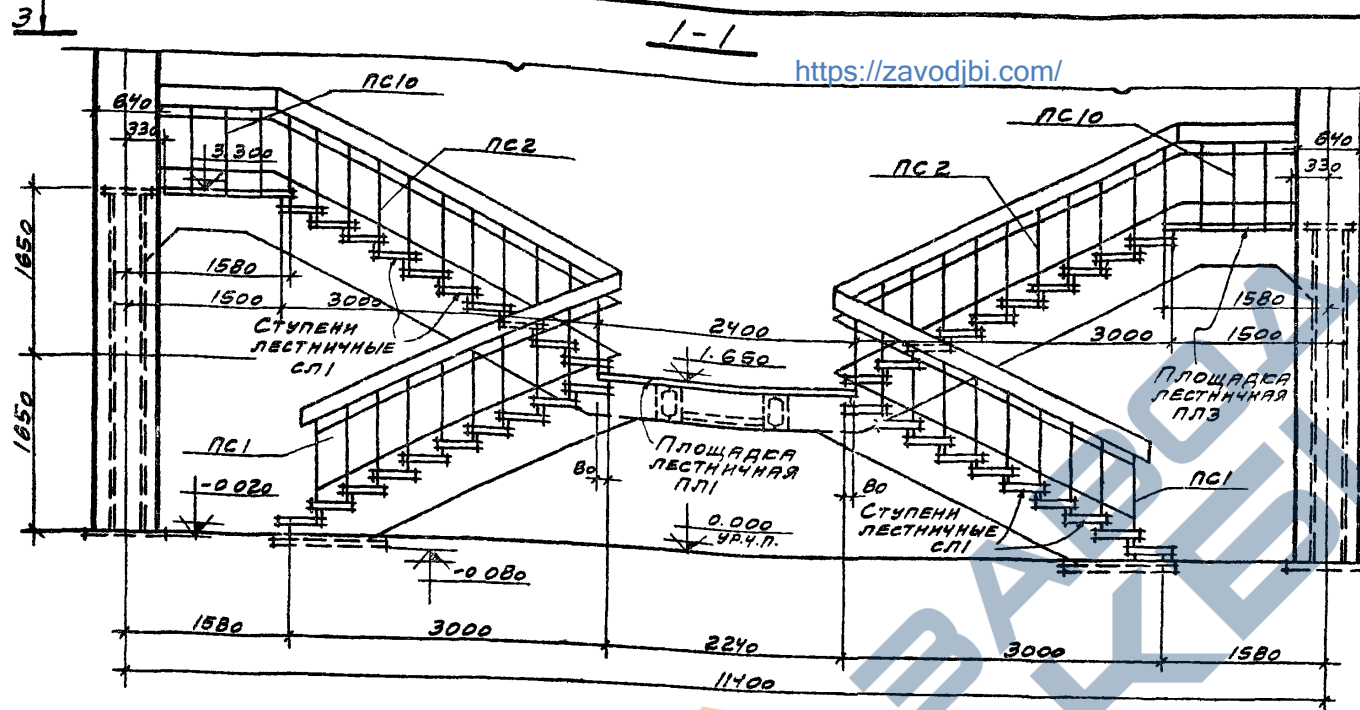 3
1-1
https://zavodjbi.com/
ПС10
640
330
3.300
ПС2
ПС10
640
ПС2
330
1650
1580
1500
3000
Ступени
лестничные
СЛ1
2400
1.650
1580
3000
1500
Площадка
лестничная
ПЛ3
1650
ПС1
-0.020
80
Площадка
лестничная
ПЛ1
80
Ступени
лестничные
СЛ1
ПС1
0.000
УР.Ч.П.
-0.080
1580
3000
2240
3000
1580
11400
ЗАВОД